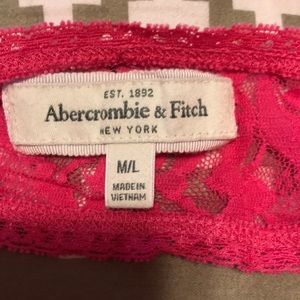 EST. 1892
Abercrombie & Fitch
NEW YORK
M/L
MADE IN
VIETNAM